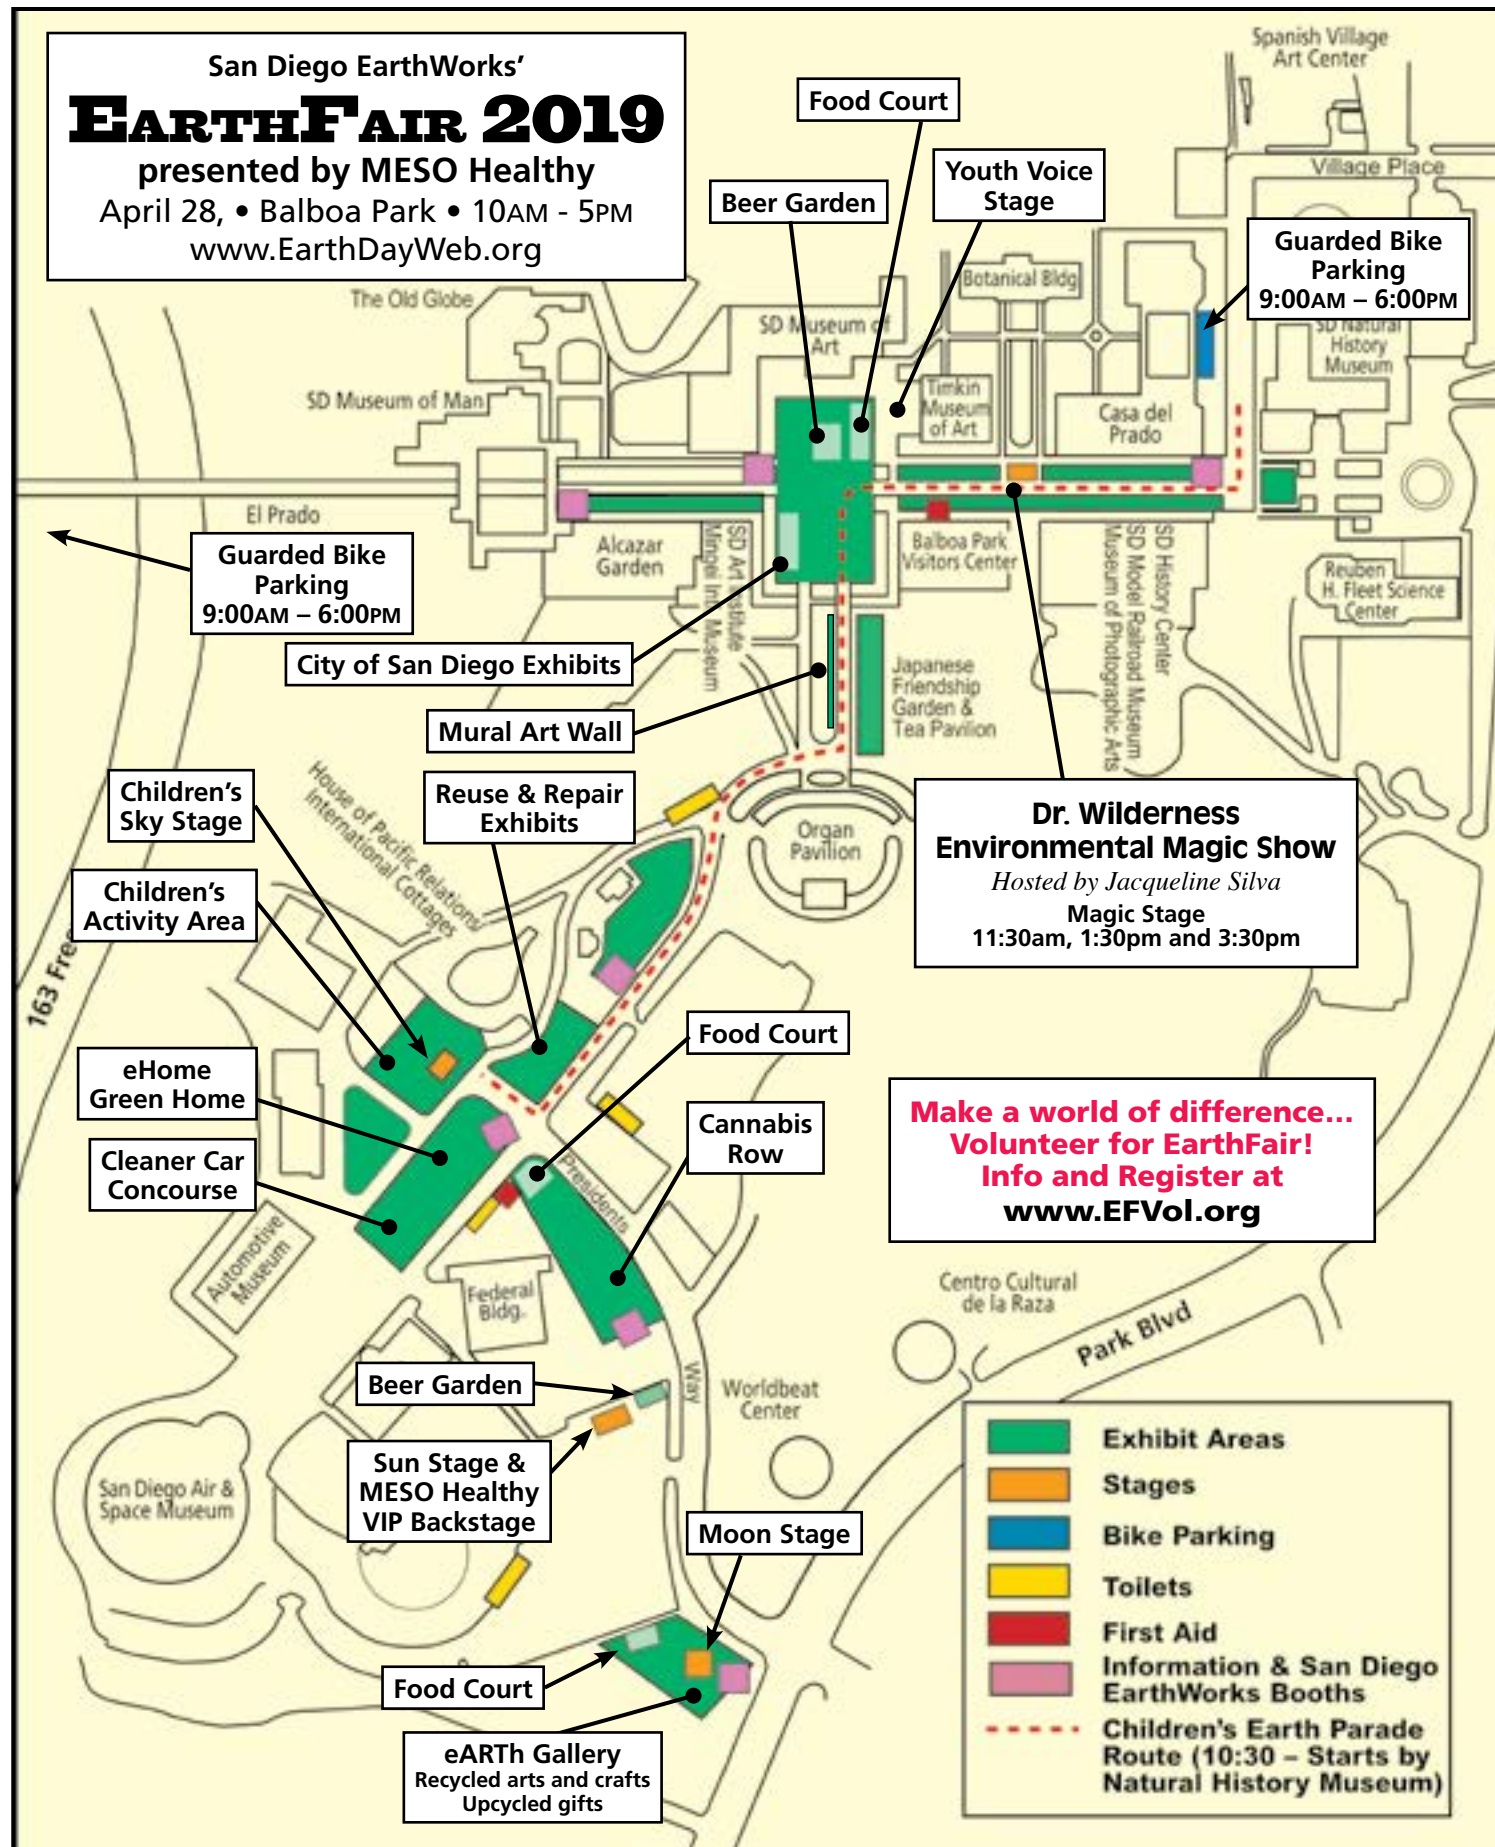 San Diego EarthWorks’
EARTHFAIR 2019
presented by MESO Healthy
April 28, • Balboa Park • 10AM - 5PM
www.EarthDayWeb.org
Food Court
Beer Garden
Youth Voice
Stage
Spanish Village
Art Center
Village Place
Guarded Bike
Parking
9:00AM – 6:00PM
The Old Globe
SD Museum of
Art
Botanical Bldg
SD Natural
History
Museum
SD Museum of Man
Timkin
Museum
of Art
Casa del
Prado
El Prado
Guarded Bike
Parking
9:00AM – 6:00PM
Alcazar
Garden
SD Art Institute
Mingei Int'l Museum
Balboa Park
Visitors Center
SD History Center
SD Model Railroad Museum
Museum of Photographic Arts
Reuben
H. Fleet Science
Center
City of San Diego Exhibits
Mural Art Wall
Japanese
Friendship
Garden &
Tea Pavilion
Children’s
Sky Stage
House of Pacific Relations/
International Cottages
Reuse & Repair
Exhibits
Organ
Pavilion
Dr. Wilderness
Environmental Magic Show
Hosted by Jacqueline Silva
Magic Stage
11:30am, 1:30pm and 3:30pm
Children’s
Activity Area
163
eHome
Green Home
Food Court
Cannabis
Row
Make a world of difference...
Volunteer for EarthFair!
Info and Register at
www.EFVol.org
Cleaner Car
Concourse
Presidents
Way
Automotive
Museum
Federal
Bldg.
Centro Cultural
de la Raza
Park Blvd
Beer Garden
Worldbeat
Center
San Diego Air &
Space Museum
Sun Stage &
MESO Healthy
VIP Backstage
Moon Stage
Food Court
eARTh Gallery
Recycled arts and crafts
Upcycled gifts
Exhibit Areas
Stages
Bike Parking
Toilets
First Aid
Information & San Diego
EarthWorks Booths
Children's Earth Parade
Route (10:30 – Starts by
Natural History Museum)